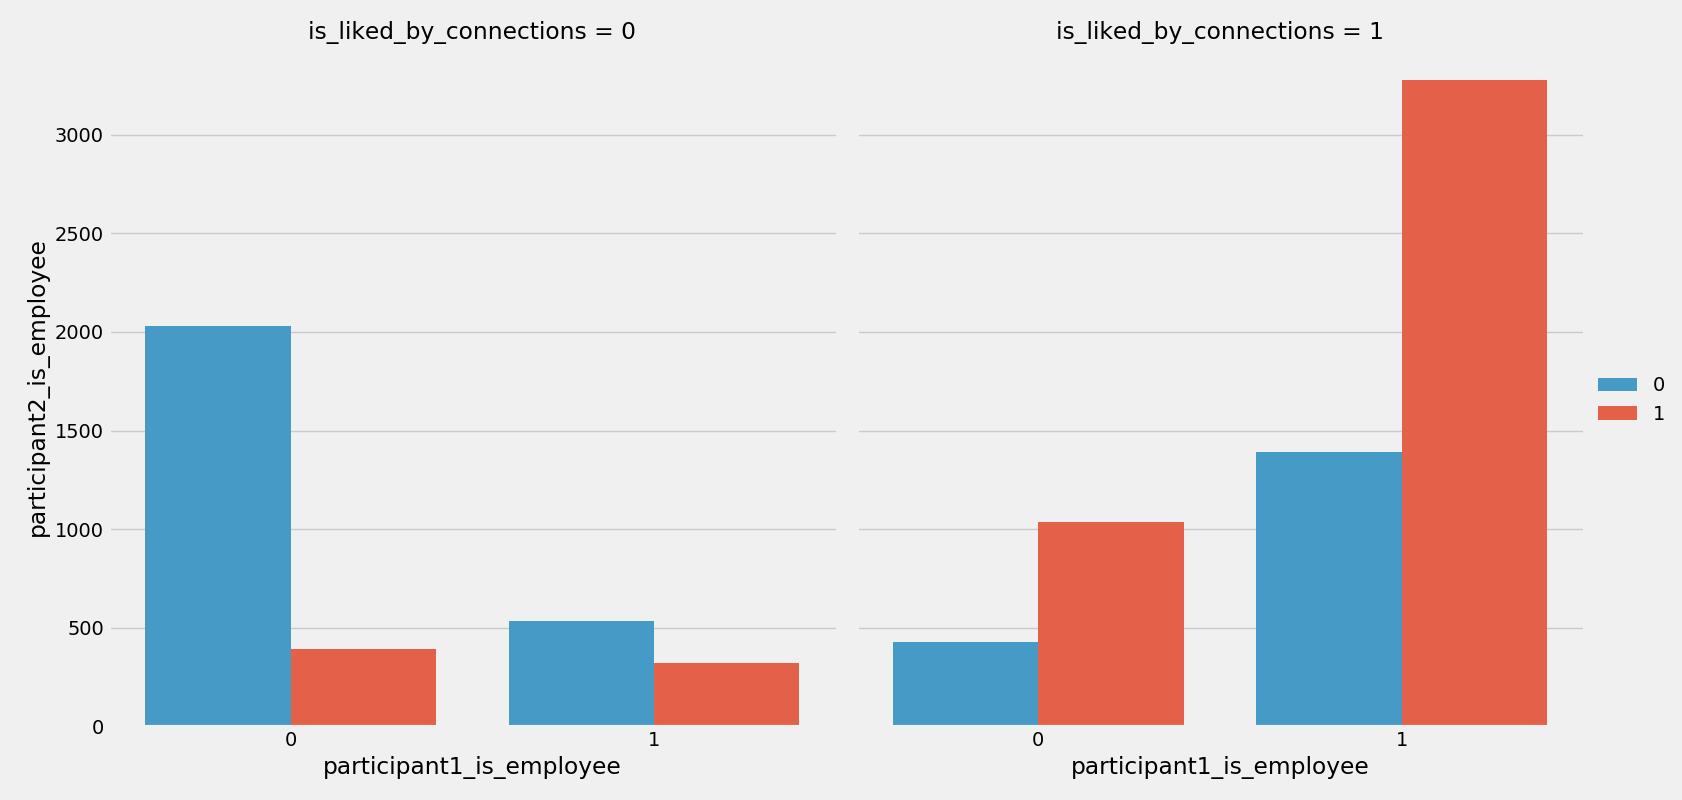 is_liked_by_connections = 0
is_liked_by_connections = 1
participant2_is_employee
3000
2500
2000
1500
1000
500
0
0
1
0
1
participant1_is_employee
participant1_is_employee
0
1